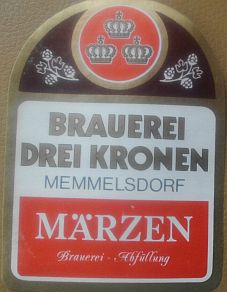 BRAUEREI
DREI KRONEN
MEMMELSDORF
MÄRZEN
Brauerei - Abfüllung